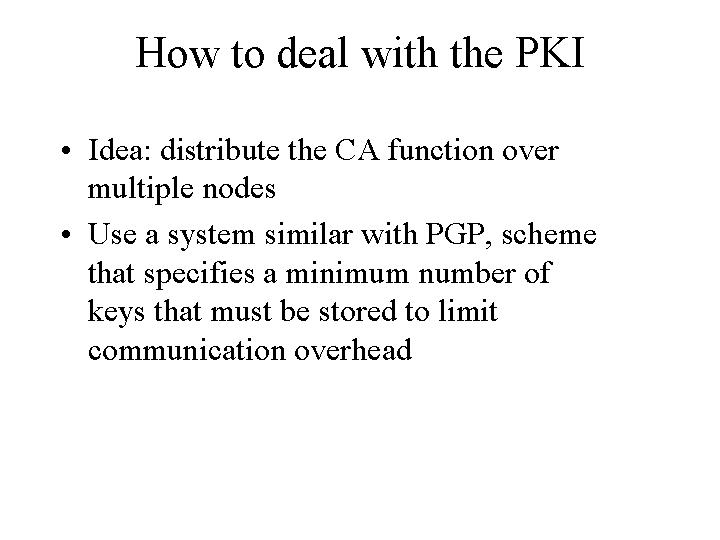 How to deal with the PKI
• Idea: distribute the CA function over
multiple nodes
• Use a system similar with PGP, scheme
that specifies a minimum number of
keys that must be stored to limit
communication overhead